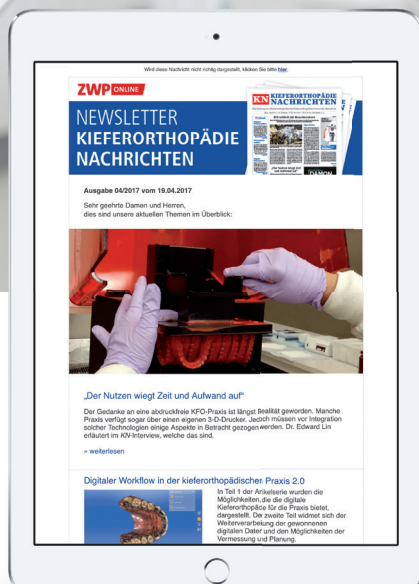 Wird diese Nachricht nicht richtig dargestellt, klicken Sie bitte hier.
ZWP ONLINE
NEWSLETTER
KIEFERORTHOPÄDIE
NACHRICHTEN
KN KIEFERORTHOPÄDIE
NACHRICHTEN
DAMON
Ausgabe 04/2017 vom 19.04.2017
Sehr geehrte Damen und Herren,
dies sind unsere aktuellen Themen im Überblick:
„Der Nutzen wiegt Zeit und Aufwand auf"
Der Gedanke an eine abdruckfreie KFO-Praxis ist längst Realität geworden. Manche
Praxis verfügt sogar über einen eigenen 3-D-Drucker. Jedoch müssen vor Integration
solcher Technologien einige Aspekte in Betracht gezogen werden. Dr. Edward Lin
erläutert im KN-Interview, welche das sind.
» weiterlesen
Digitaler Workflow in der kieferorthopädischen Praxis 2.0
In Teil 1 der Arikelserie wurden die
Möglichkeiten, die die digitale
Kieferorthopädie für die Praxis bietet,
dargestellt. Der zweite Teil widmet sich der
Weiterverarbeiung der gewonnenen
digitalen Daten und den Möglichkeiten der
Vermessung und Planung.